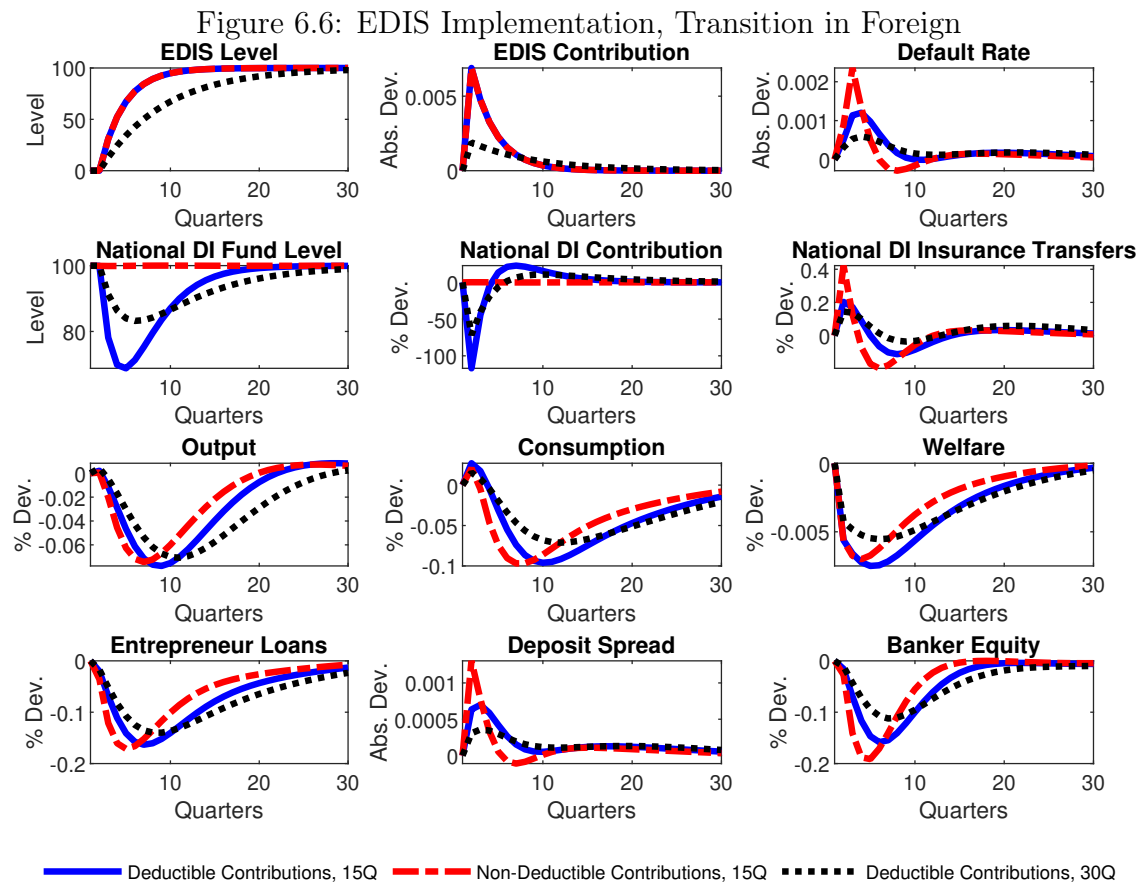 Figure 6.6: EDIS Implementation, Transition in Foreign
EDIS Level
Level
100
50
0
10 20 30
Quarters
EDIS Contribution
Abs. Dev.
0.005
0
10 20 30
Quarters
Default Rate
Abs. Dev.
0.002
0.001
0
10 20 30
Quarters
National DI Fund Level
Level
100
80
10 20 30
Quarters
National DI Contribution
% Dev.
0
-50
-100
10 20 30
Quarters
National DI Insurance Transfers
% Dev.
0.4
0.2
0
10 20 30
Quarters
Output
% Dev.
0
-0.02
-0.04
-0.06
10 20 30
Quarters
Consumption
% Dev.
0
-0.05
-0.1
10 20 30
Quarters
Welfare
% Dev.
0
-0.005
10 20 30
Quarters
Entrepreneur Loans
% Dev.
0
-0.1
-0.2
10 20 30
Quarters
Deposit Spread
Abs. Dev.
0.001
0.0005
0
10 20 30
Quarters
Banker Equity
% Dev.
0
-0.1
-0.2
10 20 30
Quarters
Deductible Contributions, 15Q Non-Deductible Contributions, 15Q Deductible Contributions, 30Q